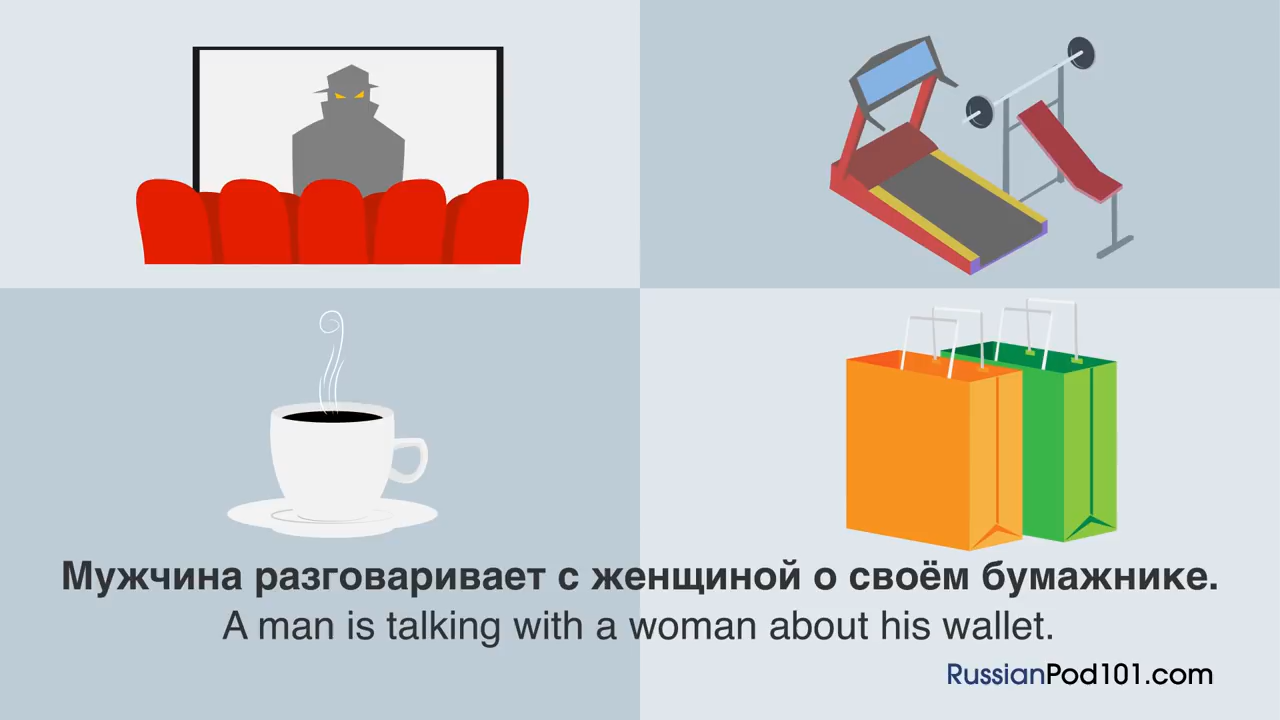 Мужчина разговаривает с женщиной о своём бумажнике.
A man is talking with a woman about his wallet.
RussianPod101.com